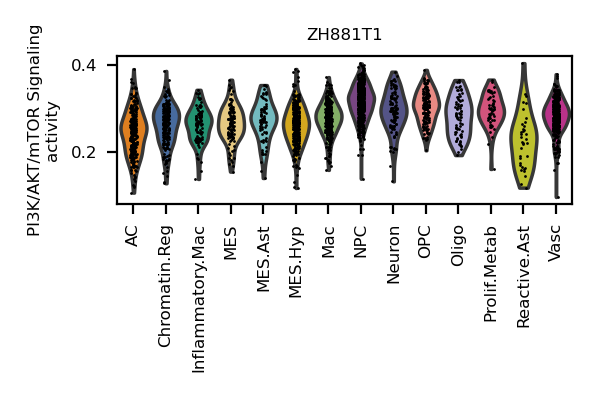 ZH881T1
PI3K/AKT/mTOR Signaling
activity
0.4
0.2
AC
Chromatin.Reg
Inflammatory.Mac
MES
MES.Ast
MES.Hyp
Mac
NPC
Neuron
OPC
Oligo
Prolif.Metab
Reactive.Ast
Vasc